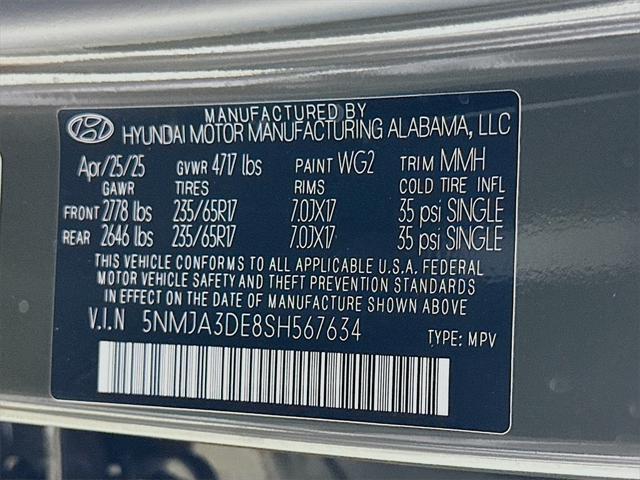 MANUFACTURED BY
HYUNDAI MOTOR MANUFACTURING ALABAMA, LLC
Apr/25/25 GVWR 4717 lbs PAINT WG2 TRIM MMH
GAWR TIRES RIMS COLD TIRE INFL
FRONT 2778 lbs 235/65R17 7.0JX17 35 psi SINGLE
REAR 2646 lbs 235/65R17 7.0JX17 35 psi SINGLE
THIS VEHICLE CONFORMS TO ALL APPLICABLE U.S.A. FEDERAL
MOTOR VEHICLE SAFETY AND THEFT PREVENTION STANDARDS
IN EFFECT ON THE DATE OF MANUFACTURE SHOWN ABOVE
V.I.N 5NMJA3DE8SH567634 TYPE: MPV